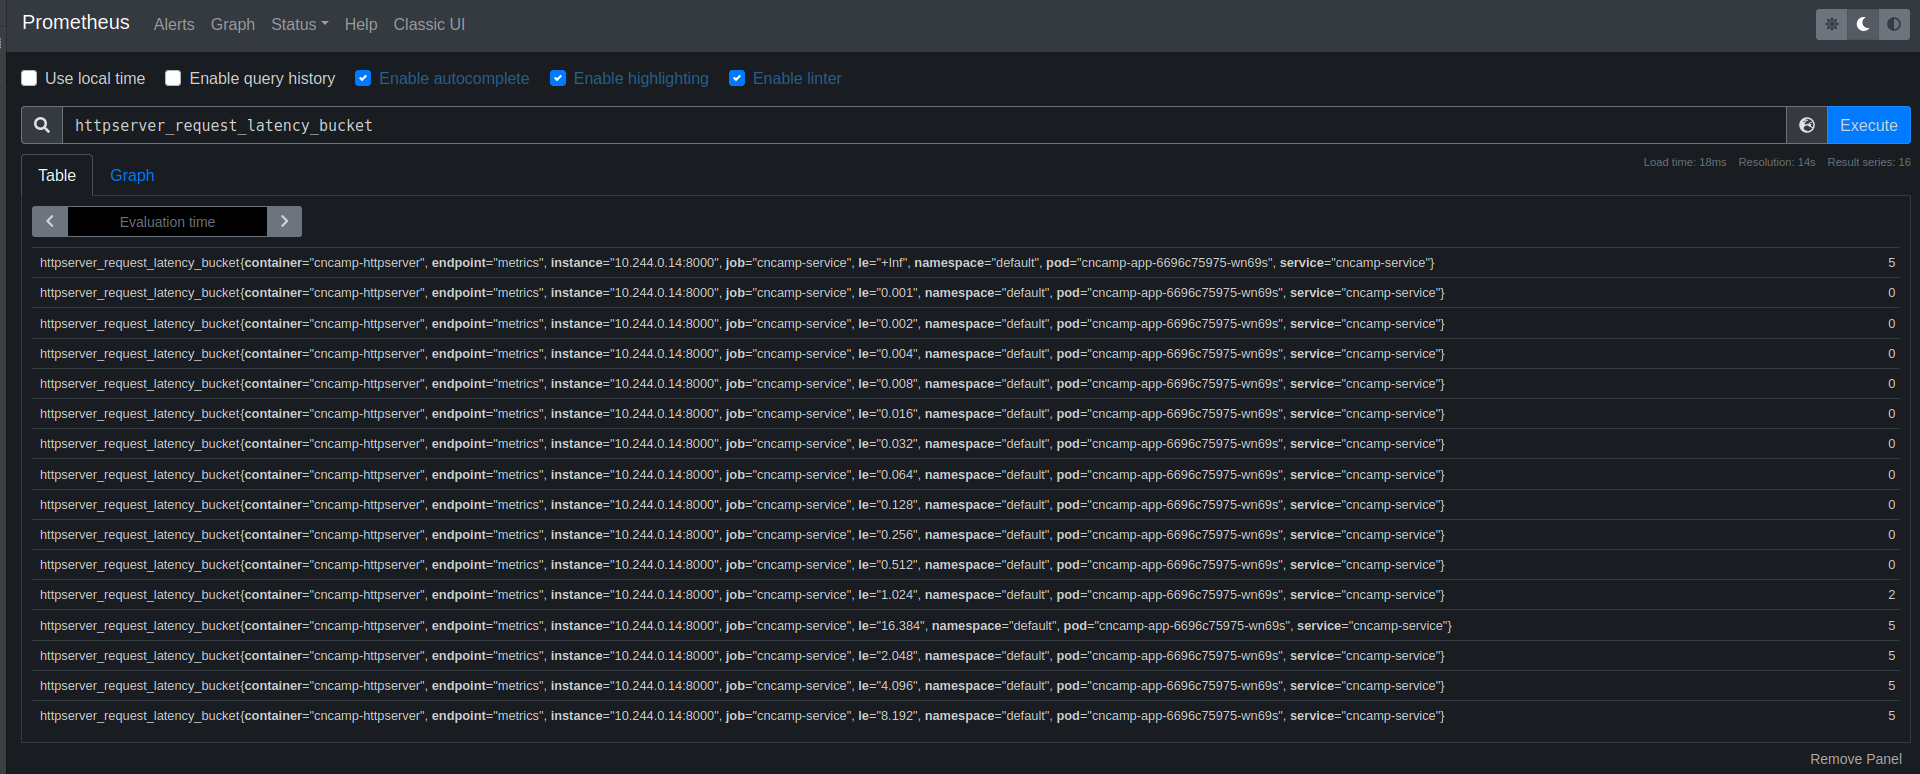 Prometheus Alerts Graph Status Help Classic UI
Use local time Enable query history Enable autocomplete Enable highlighting Enable linter
httpserver_request_latency_bucket Execute
Table Graph Load time: 18ms Resolution: 14s Result series: 16
Evaluation time
httpserver_request_latency_bucket{container="cncamp-httpserver", endpoint="metrics", instance="10.244.0.14:8000", job="cncamp-service", le="+Inf", namespace="default", pod="cncamp-app-6696c75975-wn69s", service="cncamp-service"} 5
httpserver_request_latency_bucket{container="cncamp-httpserver", endpoint="metrics", instance="10.244.0.14:8000", job="cncamp-service", le="0.001", namespace="default", pod="cncamp-app-6696c75975-wn69s", service="cncamp-service"} 0
httpserver_request_latency_bucket{container="cncamp-httpserver", endpoint="metrics", instance="10.244.0.14:8000", job="cncamp-service", le="0.002", namespace="default", pod="cncamp-app-6696c75975-wn69s", service="cncamp-service"} 0
httpserver_request_latency_bucket{container="cncamp-httpserver", endpoint="metrics", instance="10.244.0.14:8000", job="cncamp-service", le="0.004", namespace="default", pod="cncamp-app-6696c75975-wn69s", service="cncamp-service"} 0
httpserver_request_latency_bucket{container="cncamp-httpserver", endpoint="metrics", instance="10.244.0.14:8000", job="cncamp-service", le="0.008", namespace="default", pod="cncamp-app-6696c75975-wn69s", service="cncamp-service"} 0
httpserver_request_latency_bucket{container="cncamp-httpserver", endpoint="metrics", instance="10.244.0.14:8000", job="cncamp-service", le="0.016", namespace="default", pod="cncamp-app-6696c75975-wn69s", service="cncamp-service"} 0
httpserver_request_latency_bucket{container="cncamp-httpserver", endpoint="metrics", instance="10.244.0.14:8000", job="cncamp-service", le="0.032", namespace="default", pod="cncamp-app-6696c75975-wn69s", service="cncamp-service"} 0
httpserver_request_latency_bucket{container="cncamp-httpserver", endpoint="metrics", instance="10.244.0.14:8000", job="cncamp-service", le="0.064", namespace="default", pod="cncamp-app-6696c75975-wn69s", service="cncamp-service"} 0
httpserver_request_latency_bucket{container="cncamp-httpserver", endpoint="metrics", instance="10.244.0.14:8000", job="cncamp-service", le="0.128", namespace="default", pod="cncamp-app-6696c75975-wn69s", service="cncamp-service"} 0
httpserver_request_latency_bucket{container="cncamp-httpserver", endpoint="metrics", instance="10.244.0.14:8000", job="cncamp-service", le="0.256", namespace="default", pod="cncamp-app-6696c75975-wn69s", service="cncamp-service"} 0
httpserver_request_latency_bucket{container="cncamp-httpserver", endpoint="metrics", instance="10.244.0.14:8000", job="cncamp-service", le="0.512", namespace="default", pod="cncamp-app-6696c75975-wn69s", service="cncamp-service"} 0
httpserver_request_latency_bucket{container="cncamp-httpserver", endpoint="metrics", instance="10.244.0.14:8000", job="cncamp-service", le="1.024", namespace="default", pod="cncamp-app-6696c75975-wn69s", service="cncamp-service"} 2
httpserver_request_latency_bucket{container="cncamp-httpserver", endpoint="metrics", instance="10.244.0.14:8000", job="cncamp-service", le="16.384", namespace="default", pod="cncamp-app-6696c75975-wn69s", service="cncamp-service"} 5
httpserver_request_latency_bucket{container="cncamp-httpserver", endpoint="metrics", instance="10.244.0.14:8000", job="cncamp-service", le="2.048", namespace="default", pod="cncamp-app-6696c75975-wn69s", service="cncamp-service"} 5
httpserver_request_latency_bucket{container="cncamp-httpserver", endpoint="metrics", instance="10.244.0.14:8000", job="cncamp-service", le="4.096", namespace="default", pod="cncamp-app-6696c75975-wn69s", service="cncamp-service"} 5
httpserver_request_latency_bucket{container="cncamp-httpserver", endpoint="metrics", instance="10.244.0.14:8000", job="cncamp-service", le="8.192", namespace="default", pod="cncamp-app-6696c75975-wn69s", service="cncamp-service"} 5
Remove Panel